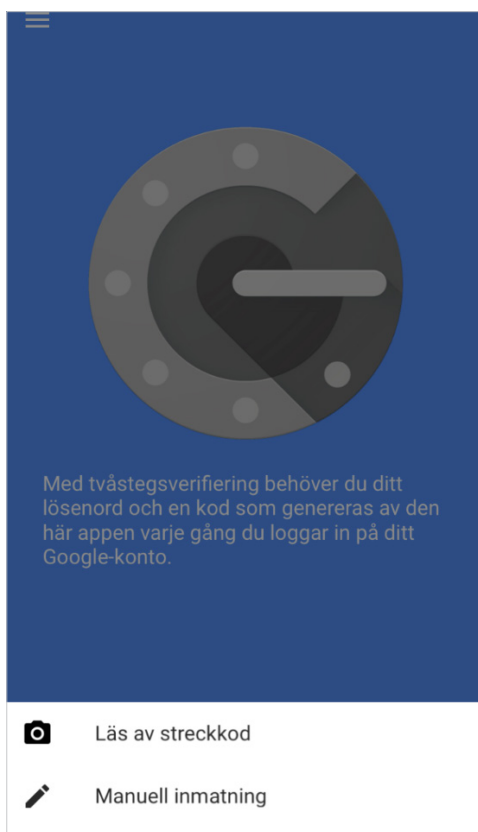 Med tvåstegsverifiering behöver du ditt
lösenord och en kod som genereras av den
här appen varje gång du loggar in på ditt
Google-konto.
Läs av streckkod
Manuell inmatning